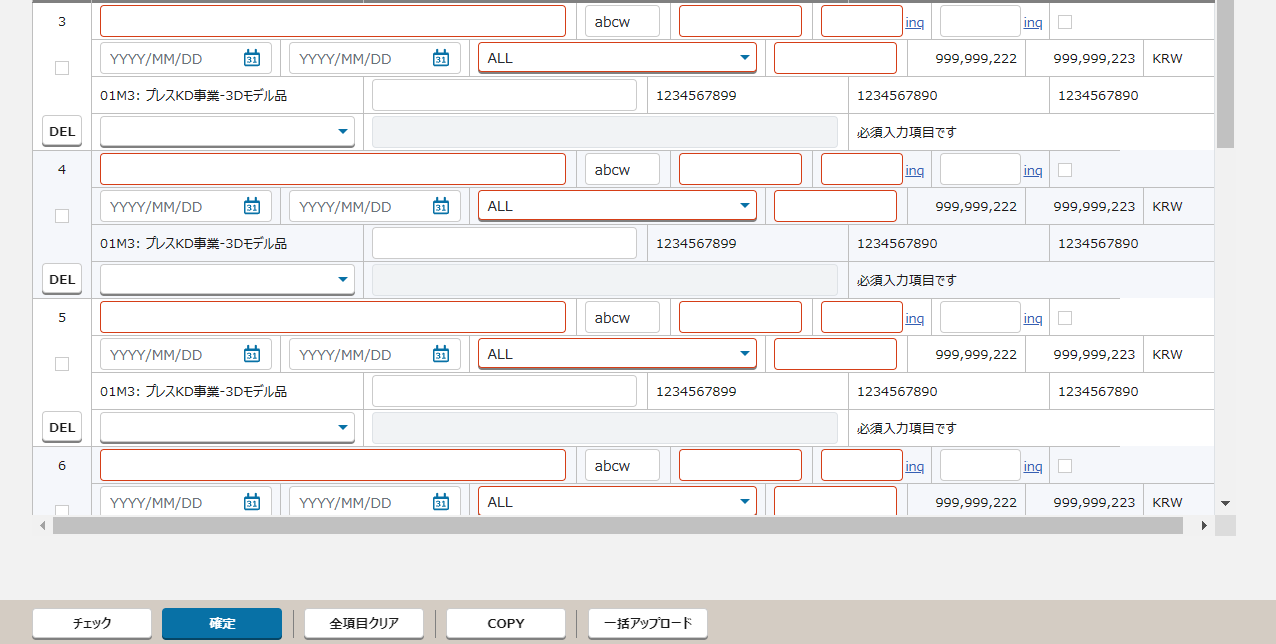 3 abcw inq inq
YYYY/MM/DD 31 YYYY/MM/DD 31 ALL 999,999,222 999,999,223 KRW
01M3: プレスKD事業-3Dモデル品 1234567899 1234567890 1234567890
DEL 必須入力項目です
4 abcw inq inq
YYYY/MM/DD 31 YYYY/MM/DD 31 ALL 999,999,222 999,999,223 KRW
01M3: プレスKD事業-3Dモデル品 1234567899 1234567890 1234567890
DEL 必須入力項目です
5 abcw inq inq
YYYY/MM/DD 31 YYYY/MM/DD 31 ALL 999,999,222 999,999,223 KRW
01M3: プレスKD事業-3Dモデル品 1234567899 1234567890 1234567890
DEL 必須入力項目です
6 abcw inq inq
YYYY/MM/DD 31 YYYY/MM/DD 31 ALL 999,999,222 999,999,223 KRW
チェック 確定 全項目クリア COPY 一括アップロード